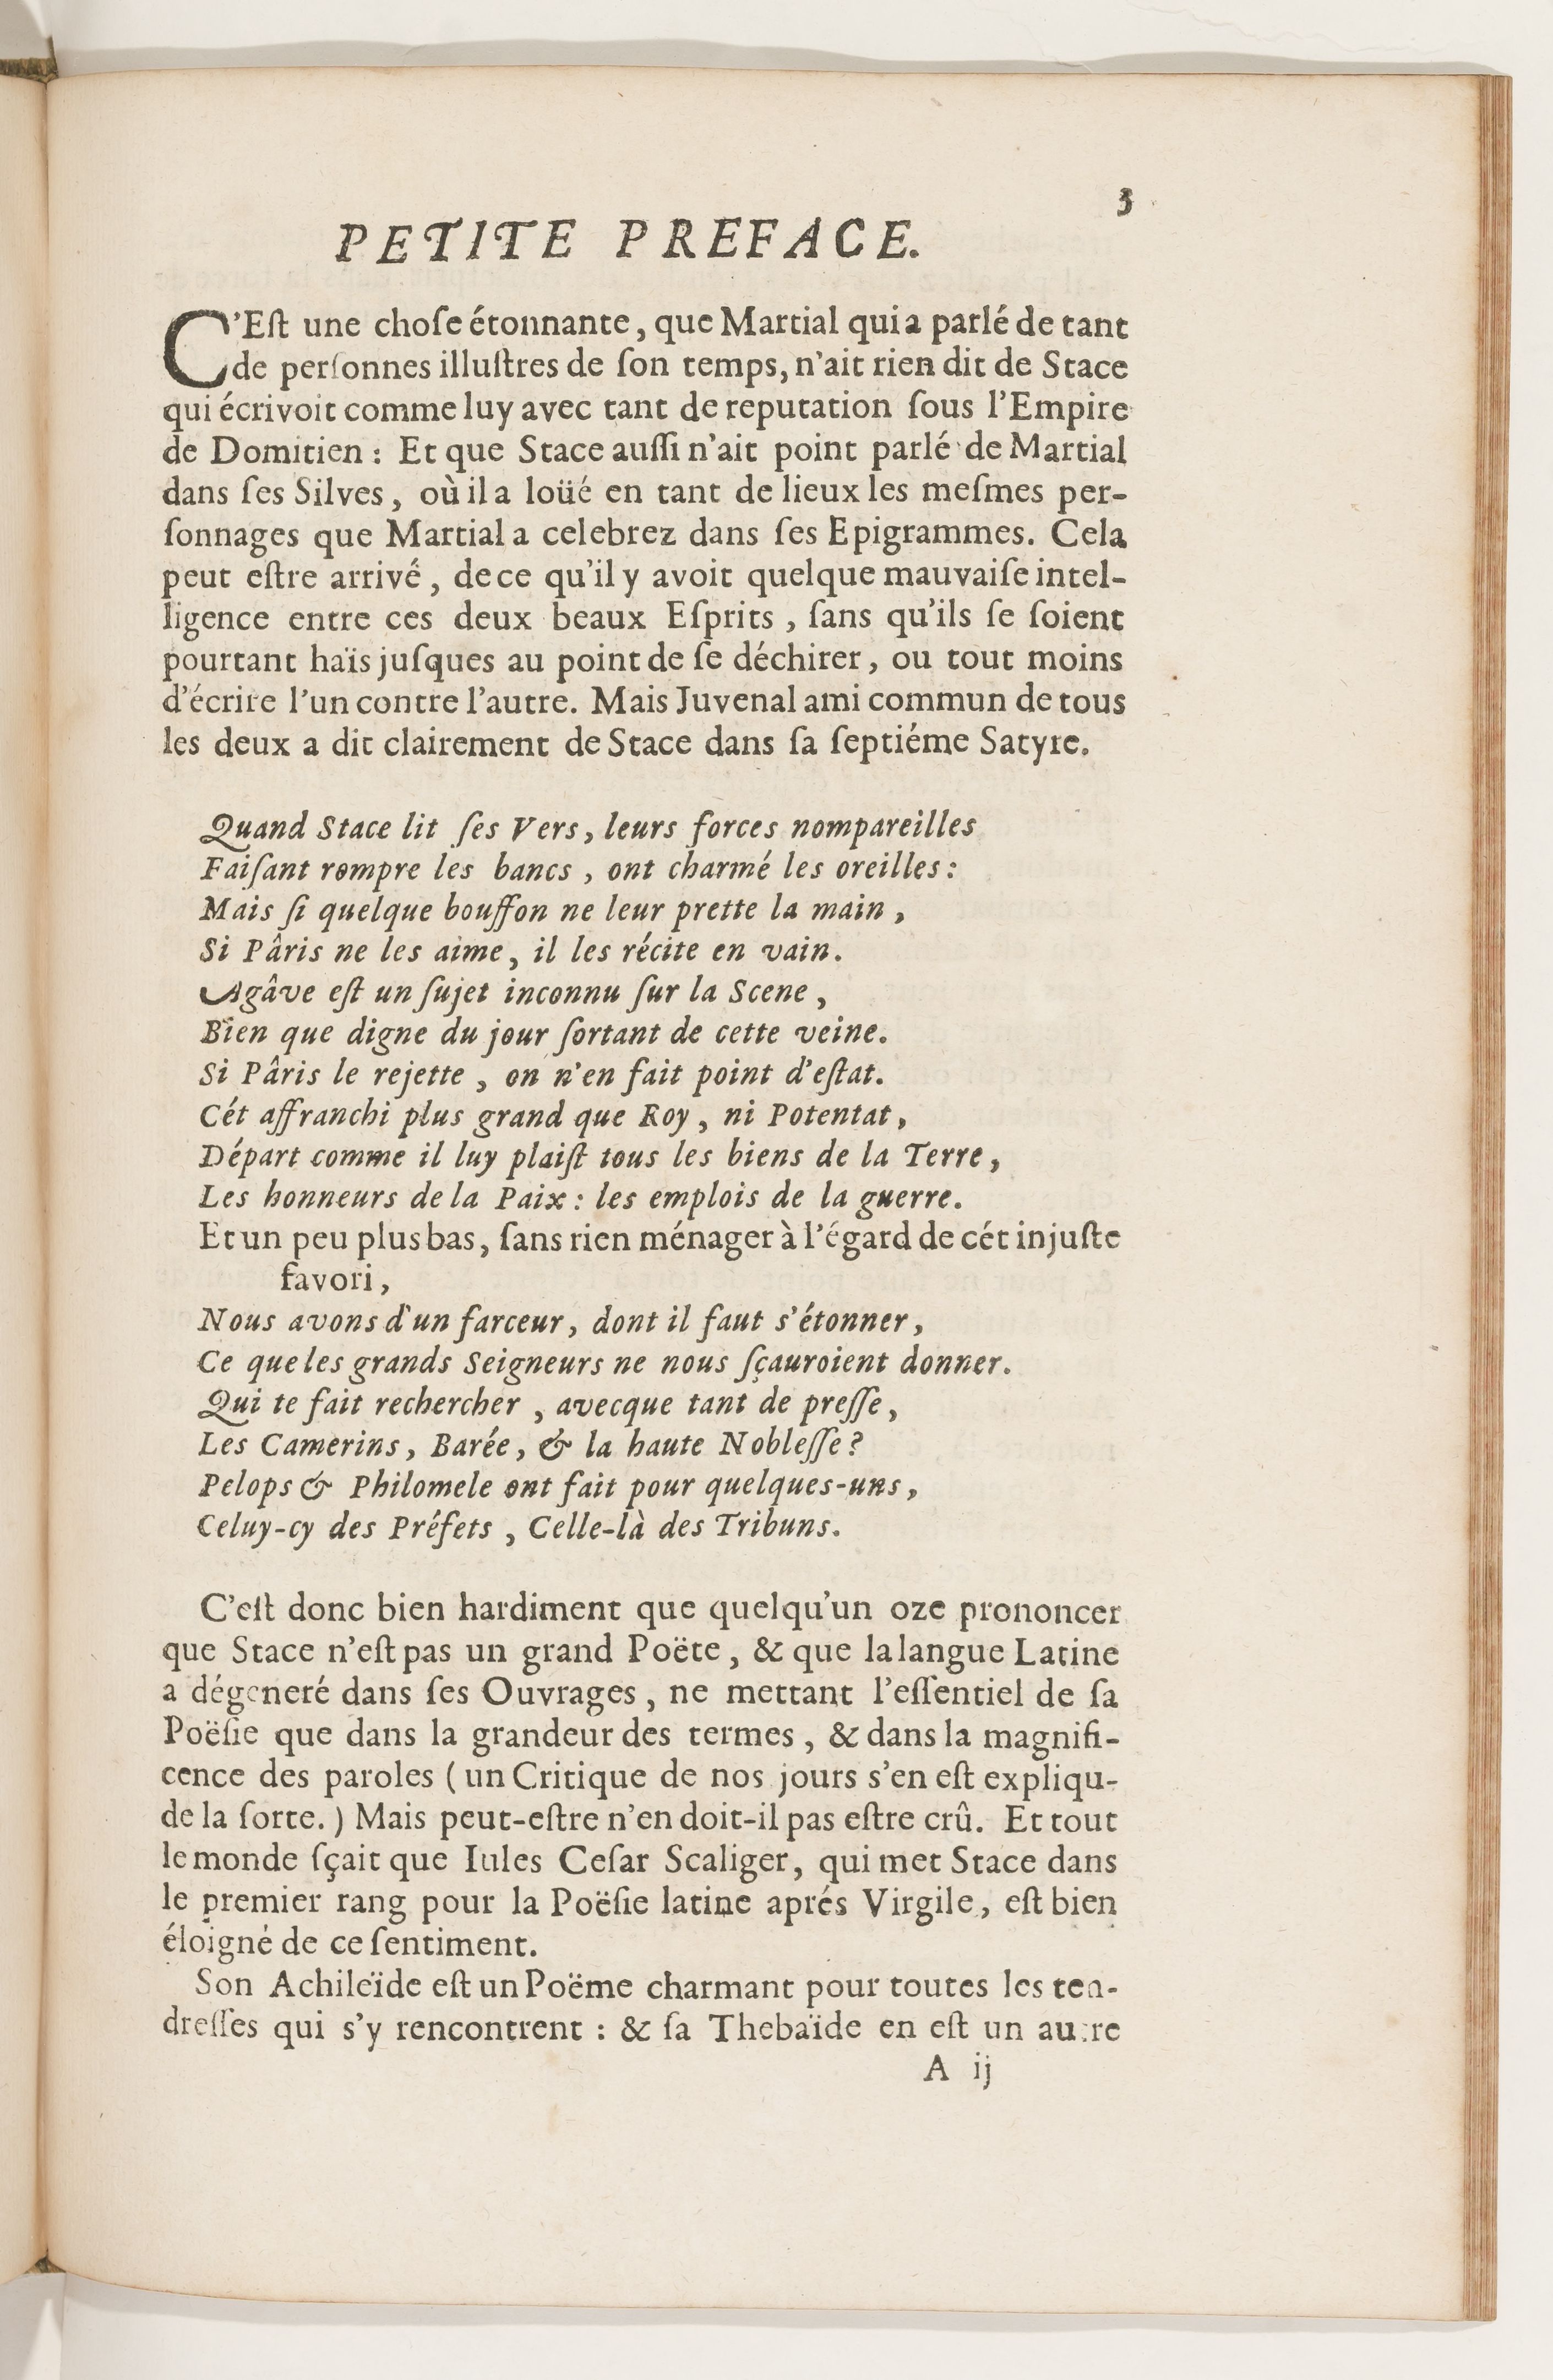 3
PETITE PREFACE.
C'Eſt une choſe étonnante, que Martial qui a parlé de tant
de perſonnes illuſtres de ſon temps, n'ait rien dit de Stace
qui écrivoit comme luy avec tant de reputation ſous l'Empire
de Domitien : Et que Stace auſſi n'ait point parlé de Martial
dans ſes Silves, où il a loüé en tant de lieux les meſmes per-
ſonnages que Martial a celebrez dans ſes Epigrammes. Cela
peut eſtre arrivé, de ce qu'il y avoit quelque mauvaiſe intel-
ligence entre ces deux beaux Eſprits, ſans qu'ils ſe ſoient
pourtant haïs juſques au point de ſe déchirer, ou tout moins
d'écrire l'un contre l'autre. Mais Juvenal ami commun de tous
les deux a dit clairement de Stace dans ſa ſeptiéme Satyre.
Quand Stace lit ſes Vers, leurs forces nompareilles
Faiſant rompre les bancs, ont charmé les oreilles :
Mais ſi quelque bouffon ne leur prette la main,
Si Pâris ne les aime, il les récite en vain.
Agâve eſt un ſujet inconnu ſur la Scene,
Bien que digne du jour ſortant de cette veine.
Si Pâris le rejette, on n'en fait point d'eſtat.
Cét affranchi plus grand que Roy, ni Potentat,
Départ comme il luy plaiſt tous les biens de la Terre,
Les honneurs de la Paix : les emplois de la guerre.
Et un peu plus bas, ſans rien ménager à l'égard de cét injuſte
favori,
Nous avons d'un farceur, dont il faut s'étonner,
Ce que les grands Seigneurs ne nous ſçauroient donner.
Qui te fait rechercher, avecque tant de preſſe,
Les Camerins, Barée, & la haute Nobleſſe ?
Pelops & Philomele ont fait pour quelques-uns,
Celuy-cy des Préfets, Celle-là des Tribuns.
C'eſt donc bien hardiment que quelqu'un oze prononcer
que Stace n'eſt pas un grand Poëte, & que la langue Latine
a dégeneré dans ſes Ouvrages, ne mettant l'eſſentiel de ſa
Poëſie que dans la grandeur des termes, & dans la magnifi-
cence des paroles ( un Critique de nos jours s'en eſt expliqu-
de la ſorte. ) Mais peut-eſtre n'en doit-il pas eſtre crû. Et tout
le monde ſçait que Iules Ceſar Scaliger, qui met Stace dans
le premier rang pour la Poëſie latine aprés Virgile, eſt bien
éloigné de ce ſentiment.
Son Achileïde eſt un Poëme charmant pour toutes les ten-
dreſſes qui s'y rencontrent : & ſa Thebaïde en eſt un autre
A ij